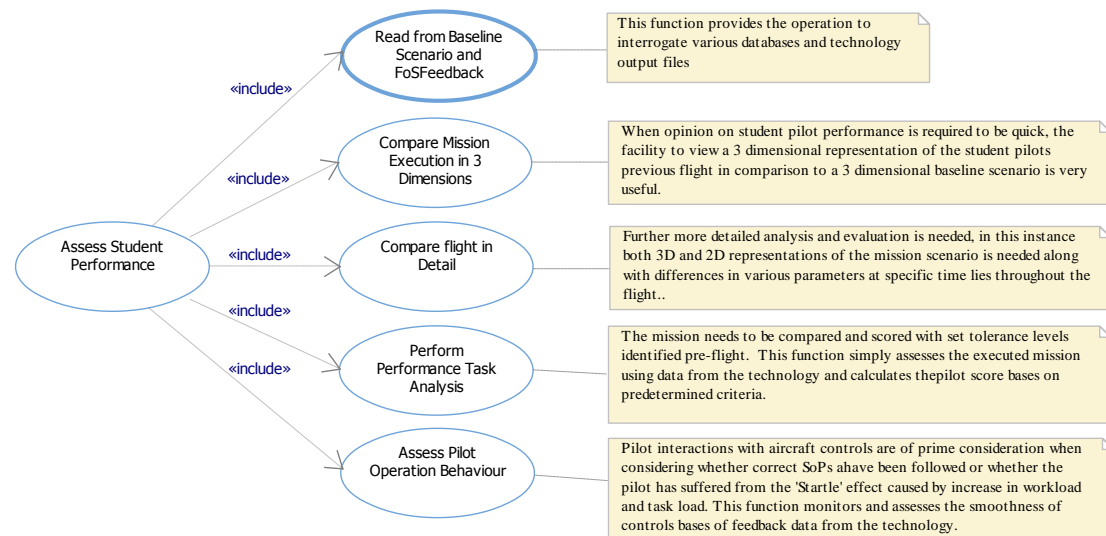 Read from Baseline
Scenario and
FoSFeedback
This function provides the operation to
interrogate various databases and technology
output files
«include»
Compare Mission
Execution in 3
Dimensions
When opinion on student pilot performance is required to be quick, the
facility to view a 3 dimensional representation of the student pilots
previous flight in comparison to a 3 dimensional baseline scenario is very
useful.
«include»
Assess Student
Performance
«include»
Compare flight in
Detail
Further more detailed analysis and evaluation is needed, in this instance
both 3D and 2D representations of the mission scenario is needed along
with differences in various parameters at specific time lies throughout the
flight..
«include»
Perform
Performance Task
Analysis
The mission needs to be compared and scored with set tolerance levels
identified pre-flight. This function simply assesses the executed mission
using data from the technology and calculates thepilot score bases on
predetermined criteria.
«include»
Assess Pilot
Operation Behaviour
Pilot interactions with aircraft controls are of prime consideration when
considering whether correct SoPs ahave been followed or whether the
pilot has suffered from the 'Startle' effect caused by increase in workload
and task load. This function monitors and assesses the smoothness of
controls bases of feedback data from the technology.